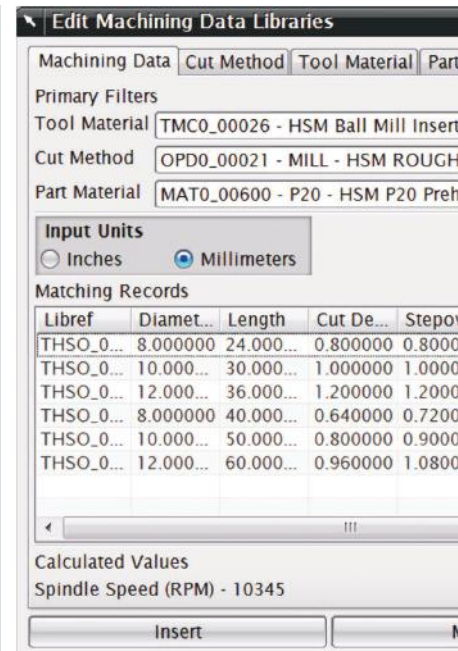 Edit Machining Data Libraries
Machining Data Cut Method Tool Material Part
Primary Filters
Tool Material TMC0_00026 - HSM Ball Mill Insert
Cut Method OPD0_00021 - MILL - HSM ROUGH
Part Material MAT0_00600 - P20 - HSM P20 Preh
Input Units
Inches Millimeters
Matching Records
Libref Diamet... Length Cut De... Stepov
THSO_0... 8.000000 24.000... 0.800000 0.8000
THSO_0... 10.000... 30.000... 1.000000 1.0000
THSO_0... 12.000... 36.000... 1.200000 1.2000
THSO_0... 8.000000 40.000... 0.640000 0.7200
THSO_0... 10.000... 50.000... 0.800000 0.9000
THSO_0... 12.000... 60.000... 0.960000 1.0800
Calculated Values
Spindle Speed (RPM) - 10345
Insert M